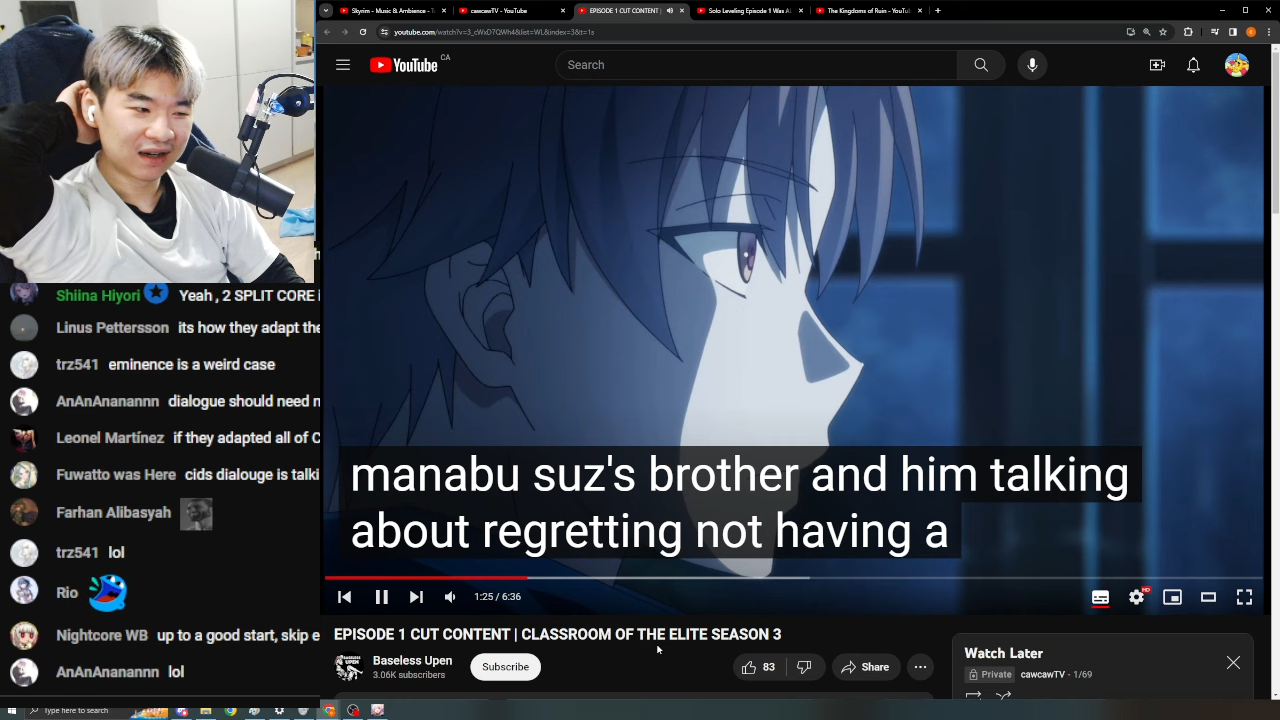 Skyrim - Music & Ambience - T
cawcawTV - YouTube
EPISODE 1 CUT CONTENT |
Solo Leveling Episode 1 Was A
The Kingdoms of Ruin - YouTu
youtube.com/watch?v=3_cWxD7QWh4&list=WL&index=3&t=1s
YouTube CA
Search
Shiina Hiyori Yeah , 2 SPLIT CORE i
Linus Pettersson its how they adapt the
trz541 eminence is a weird case
AnAnAnanannn dialogue should need n
Leonel Martínez if they adapted all of C
Fuwatto was Here cids dialouge is talki
Farhan Alibasyah
trz541 lol
Rio
Nightcore WB up to a good start, skip e
AnAnAnanannn lol
manabu suz's brother and him talking
about regretting not having a
1:25 / 6:36
HD
EPISODE 1 CUT CONTENT | CLASSROOM OF THE ELITE SEASON 3
Baseless Upen
3.06K subscribers
Subscribe
83
Share
Watch Later
Private cawcawTV - 1/69
Type here to search